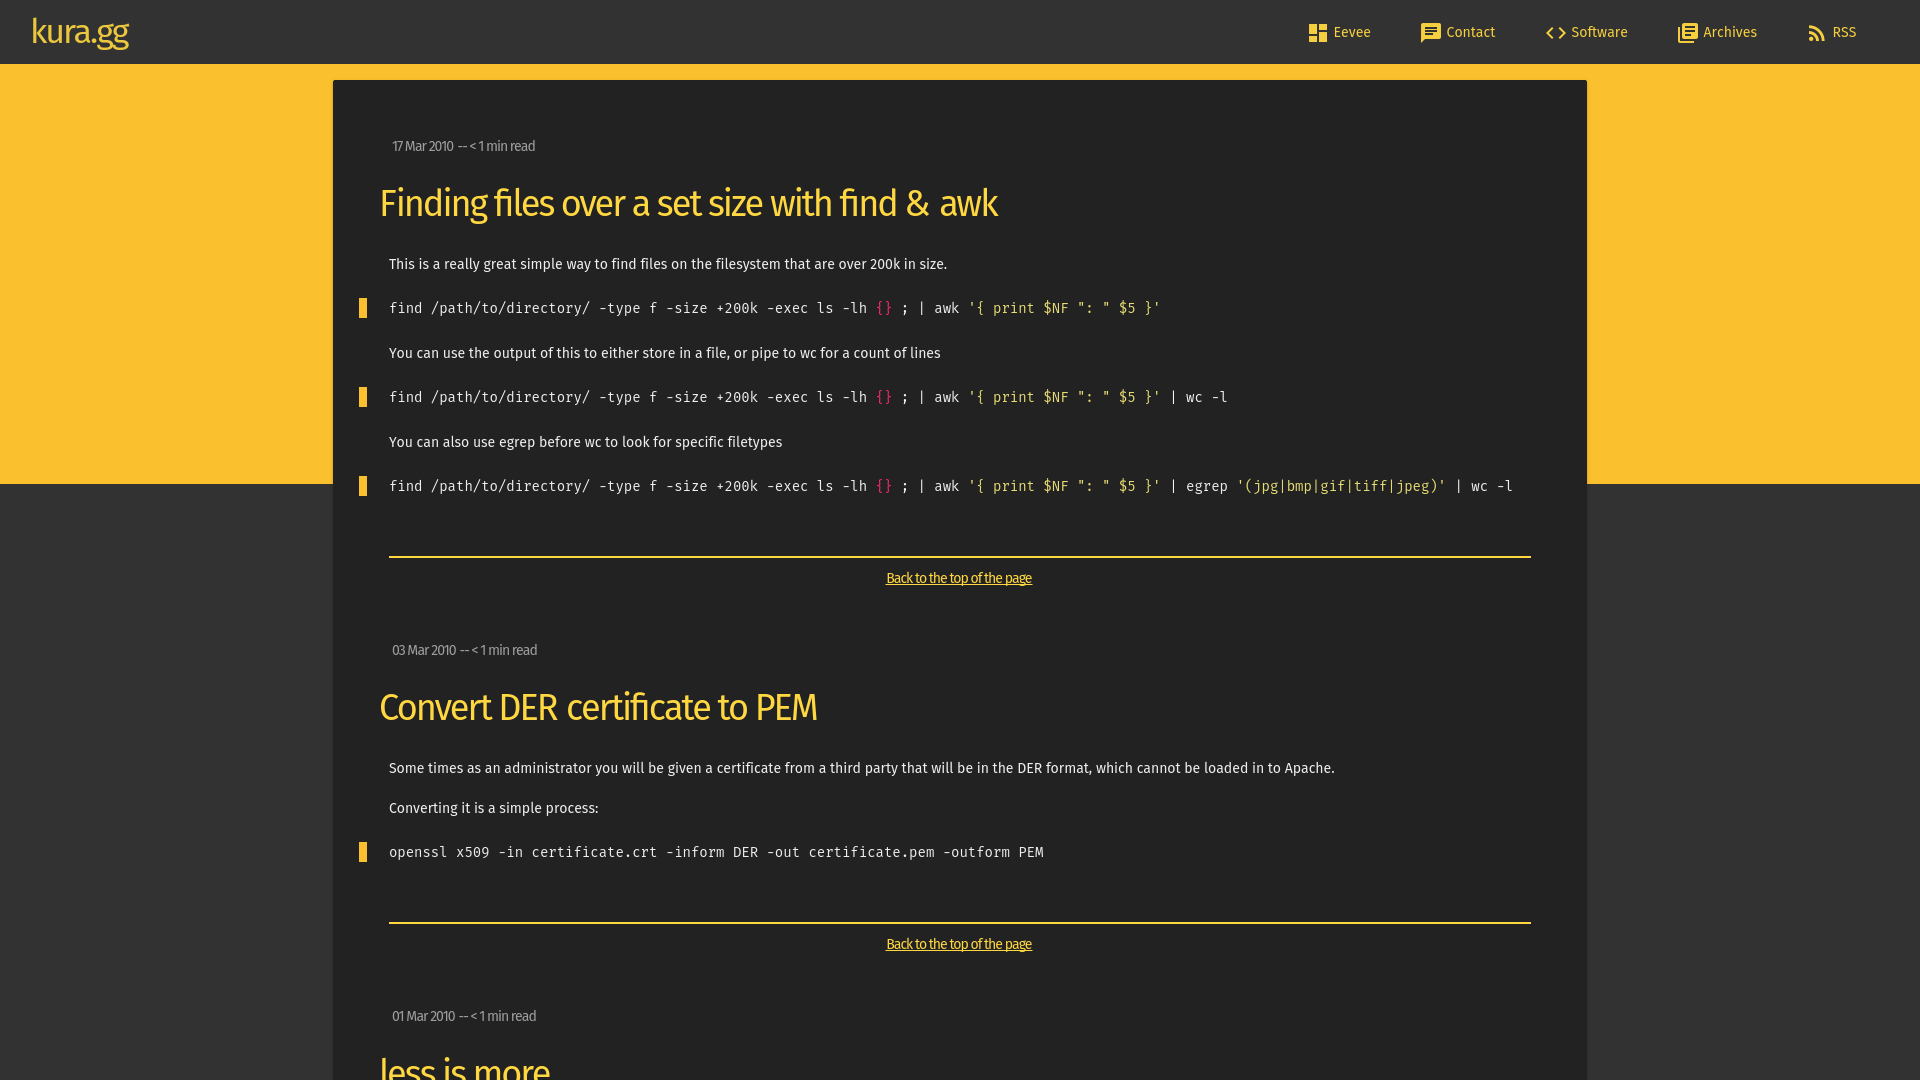 kura.gg
Eevee
Contact
Software
Archives
RSS
17 Mar 2010 -- < 1 min read
Finding files over a set size with find & awk
This is a really great simple way to find files on the filesystem that are over 200k in size.
find /path/to/directory/ -type f -size +200k -exec ls -lh {} ; | awk '{ print $NF ": " $5 }'
You can use the output of this to either store in a file, or pipe to wc for a count of lines
find /path/to/directory/ -type f -size +200k -exec ls -lh {} ; | awk '{ print $NF ": " $5 }' | wc -l
You can also use egrep before wc to look for specific filetypes
find /path/to/directory/ -type f -size +200k -exec ls -lh {} ; | awk '{ print $NF ": " $5 }' | egrep '(jpg|bmp|gif|tiff|jpeg)' | wc -l
Back to the top of the page
03 Mar 2010 -- < 1 min read
Convert DER certificate to PEM
Some times as an administrator you will be given a certificate from a third party that will be in the DER format, which cannot be loaded in to Apache.
Converting it is a simple process:
openssl x509 -in certificate.crt -inform DER -out certificate.pem -outform PEM
Back to the top of the page
01 Mar 2010 -- < 1 min read
less is more